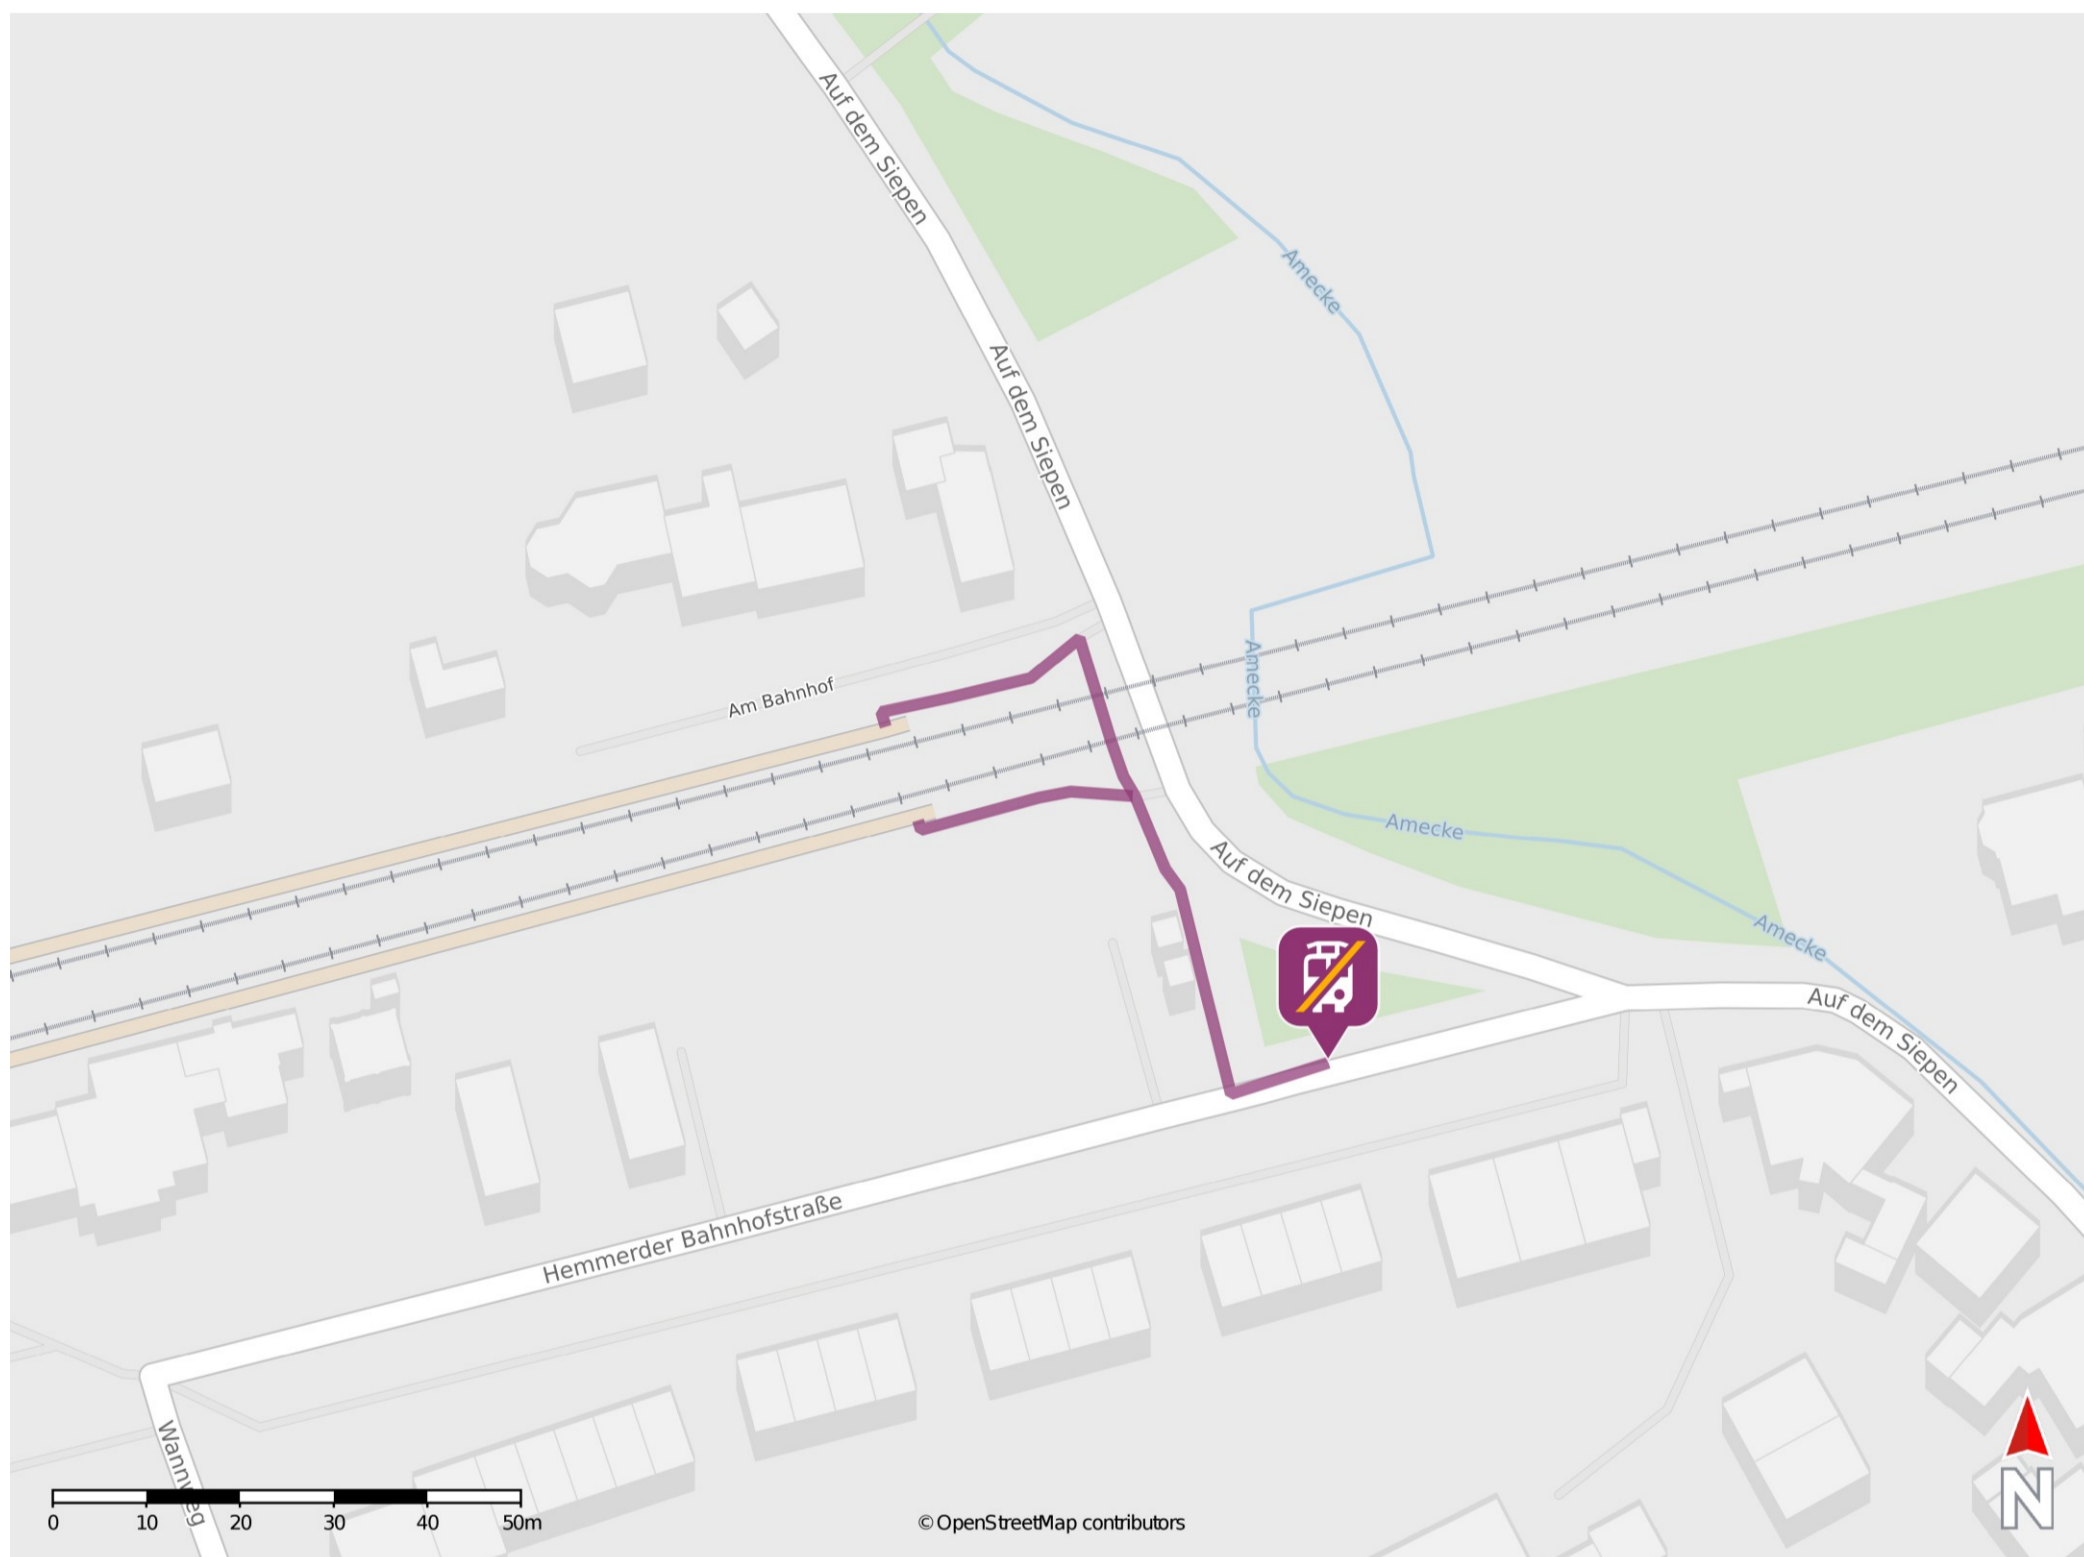 Auf dem Siepen
Amecke
Auf dem Siepen
Amecke
Am Bahnhof
Amecke
Auf dem Siepen
Amecke
Auf dem Siepen
Hemmerder Bahnhofstraße
Wannweg
N
0 10 20 30 40 50m
© OpenStreetMap contributors